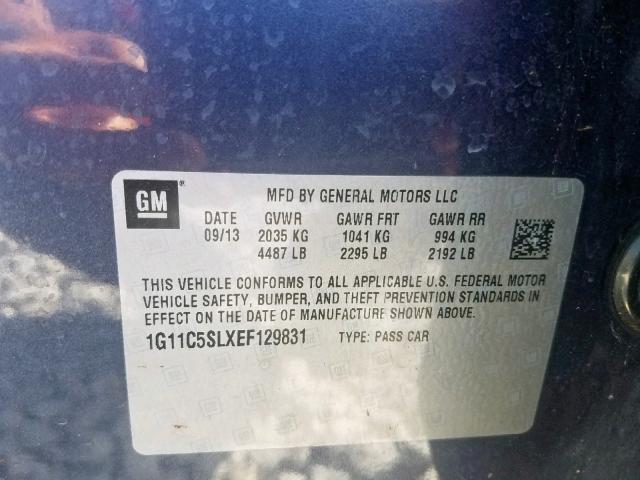 GM
MFD BY GENERAL MOTORS LLC
DATE GVWR GAWR FRT GAWR RR
09/13 2035 KG 1041 KG 994 KG
4487 LB 2295 LB 2192 LB
THIS VEHICLE CONFORMS TO ALL APPLICABLE U.S. FEDERAL MOTOR
VEHICLE SAFETY, BUMPER, AND THEFT PREVENTION STANDARDS IN
EFFECT ON THE DATE OF MANUFACTURE SHOWN ABOVE.
1G11C5SLXEF129831 TYPE: PASS CAR